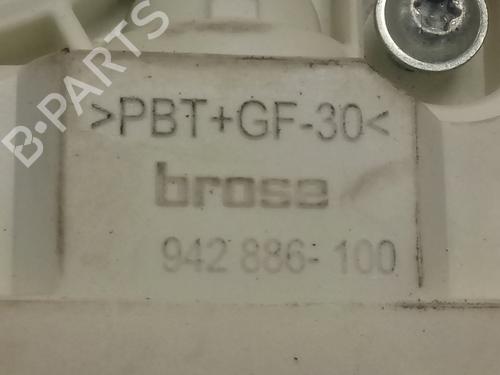 B-PARTS
>PBT+GF-30<
brose
942 886-100